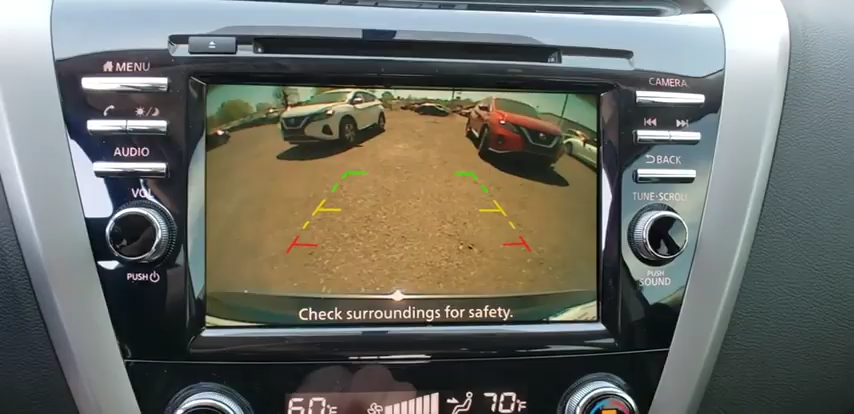 MENU
CAMERA
AUDIO
BACK
VOL
TUNE·SCROLL
PUSH
PUSH
SOUND
Check surroundings for safety.
60°F
70°F